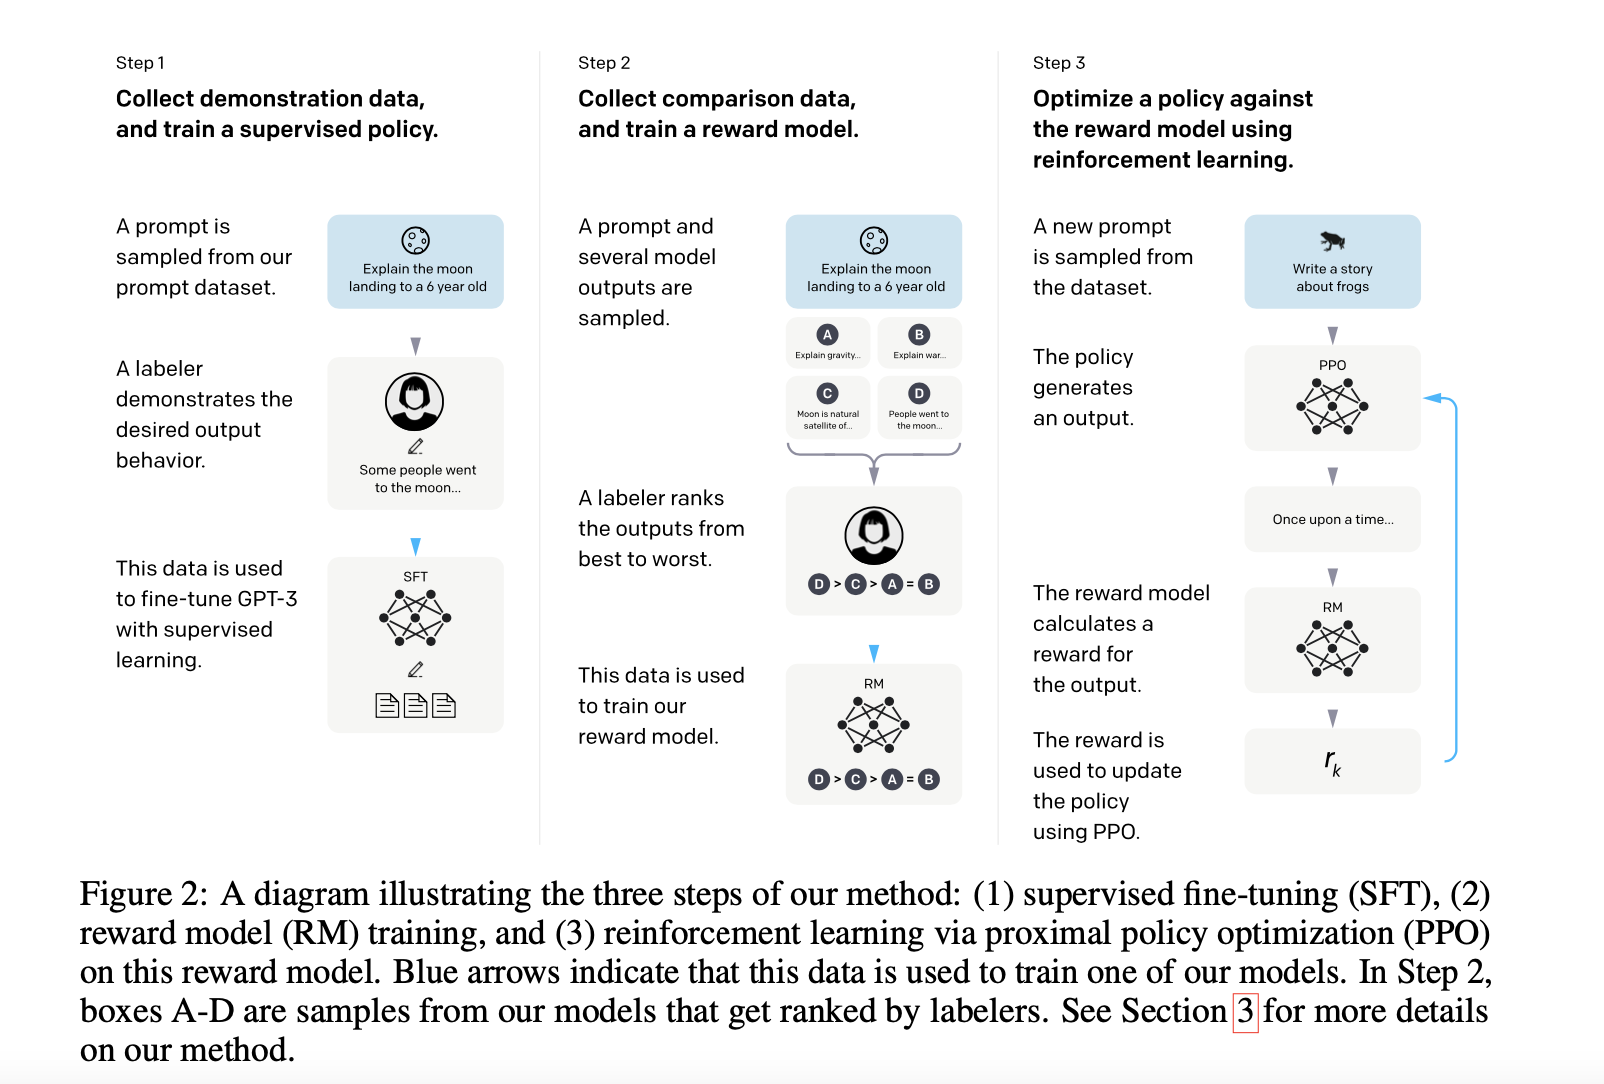 Step 1
Collect demonstration data,
and train a supervised policy.
A prompt is
sampled from our
prompt dataset.
Explain the moon
landing to a 6 year old
A labeler
demonstrates the
desired output
behavior.
Some people went
to the moon...
This data is used
to fine-tune GPT-3
with supervised
learning.
SFT
Step 2
Collect comparison data,
and train a reward model.
A prompt and
several model
outputs are
sampled.
Explain the moon
landing to a 6 year old
A
Explain gravity...
B
Explain war...
C
Moon is natural
satellite of...
D
People went to
the moon...
A labeler ranks
the outputs from
best to worst.
D > C > A = B
This data is used
to train our
reward model.
RM
D > C > A = B
Step 3
Optimize a policy against
the reward model using
reinforcement learning.
A new prompt
is sampled from
the dataset.
Write a story
about frogs
The policy
generates
an output.
PPO
Once upon a time...
The reward model
calculates a
reward for
the output.
RM
The reward is
used to update
the policy
using PPO.
r_k
Figure 2: A diagram illustrating the three steps of our method: (1) supervised fine-tuning (SFT), (2)
reward model (RM) training, and (3) reinforcement learning via proximal policy optimization (PPO)
on this reward model. Blue arrows indicate that this data is used to train one of our models. In Step 2,
boxes A-D are samples from our models that get ranked by labelers. See Section 3 for more details
on our method.